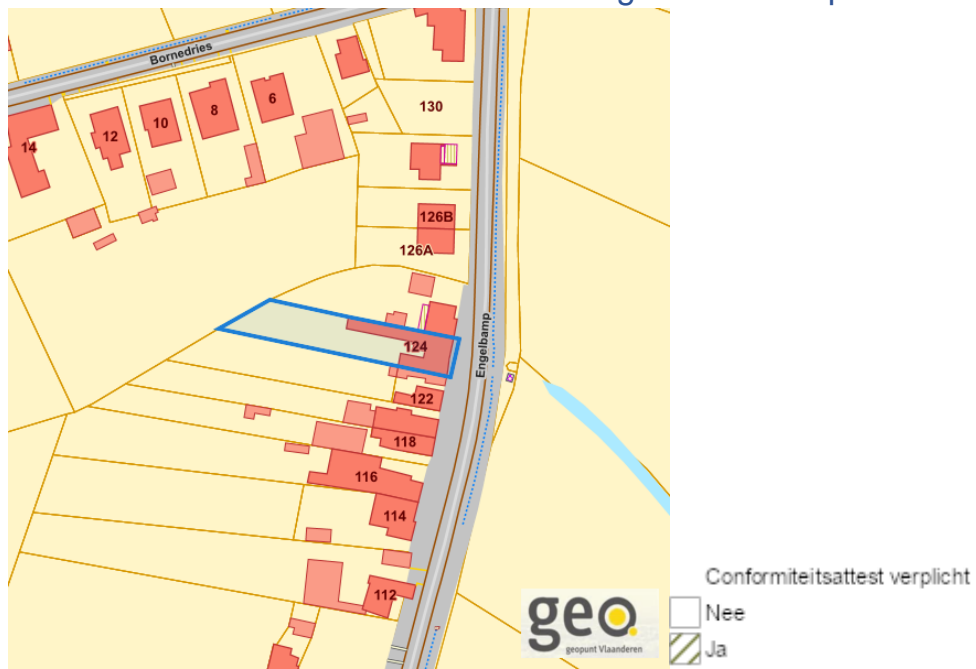 Bornedries
130
6
8
10
12
14
126B
126A
Engelbamp
124
122
118
116
114
112
geo.
geopunt Vlaanderen
Conformiteitsattest verplicht
Nee
Ja